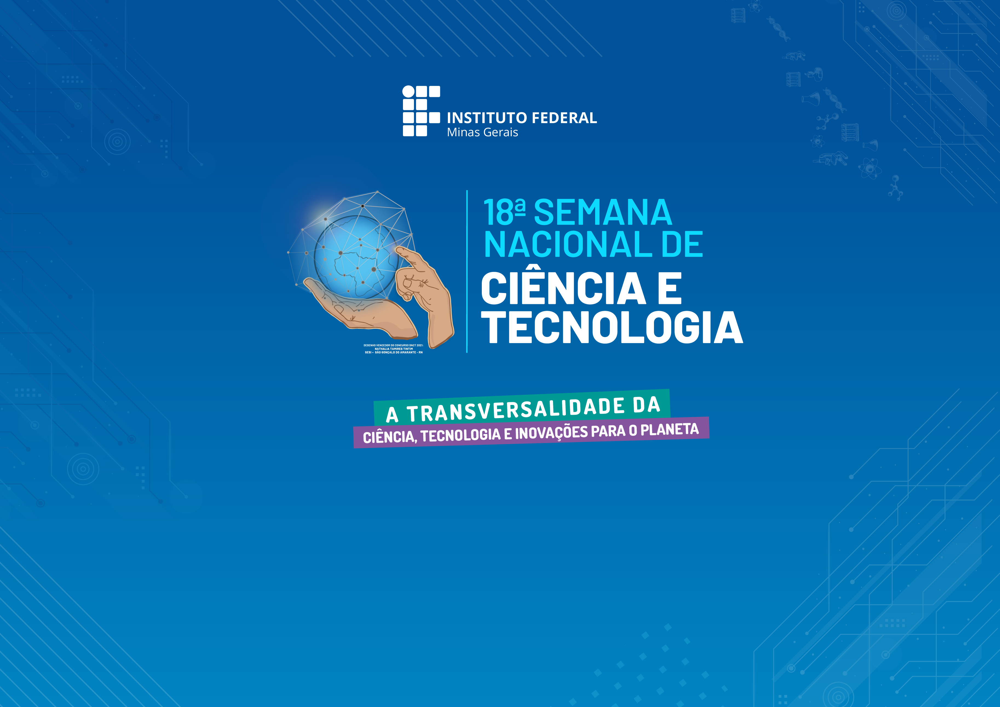 INSTITUTO FEDERAL
Minas Gerais
18ª SEMANA
NACIONAL DE
CIÊNCIA E
TECNOLOGIA
DESENHO VENCEDOR DO CONCURSO SNCT 2021:
NATHALIA TAMIRES TINTIM
SESI - SÃO GONÇALO DO AMARANTE - RN
A TRANSVERSALIDADE DA
CIÊNCIA, TECNOLOGIA E INOVAÇÕES PARA O PLANETA